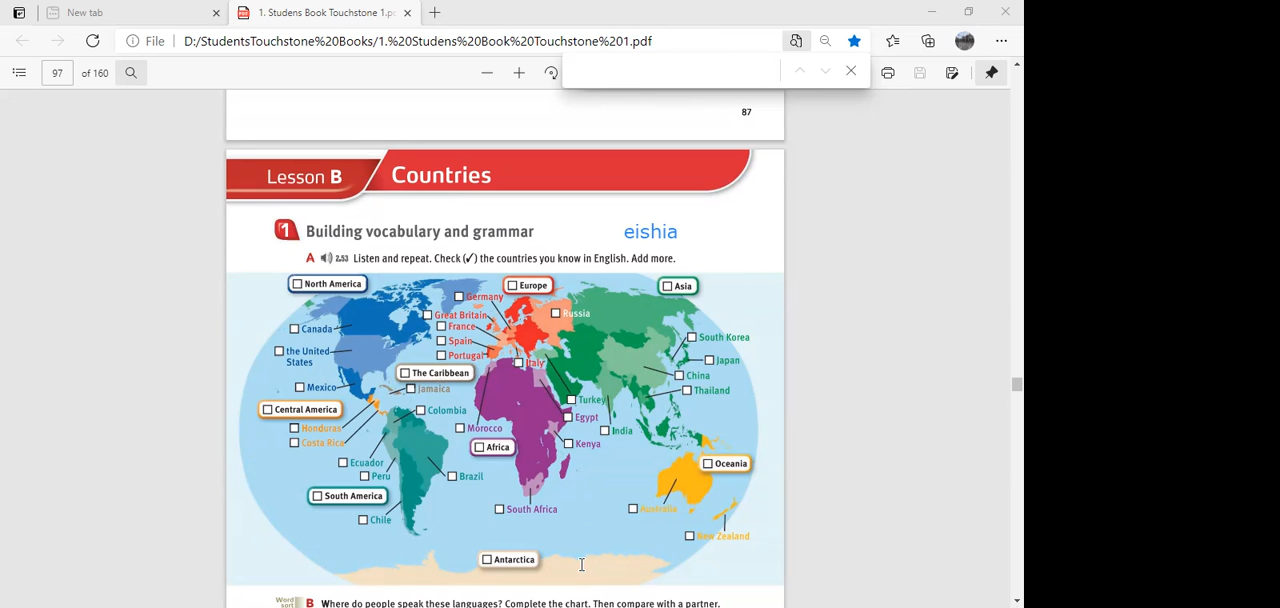 New tab
1. Studens Book Touchstone 1.pc
File
D:/StudentsTouchstone%20Books/1.%20Studens%20Book%20Touchstone%201.pdf
97 of 160
87
Lesson B
Countries
1 Building vocabulary and grammar
eishia
A 2.53 Listen and repeat. Check (✓) the countries you know in English. Add more.
North America
Europe
Asia
Germany
Great Britain
Russia
Canada
France
South Korea
Spain
the United
States
Portugal
Italy
Japan
The Caribbean
China
Mexico
Jamaica
Thailand
Turkey
Central America
Colombia
Egypt
Honduras
Morocco
India
Costa Rica
Africa
Kenya
Ecuador
Oceania
Peru
Brazil
South America
South Africa
Australia
Chile
New Zealand
Antarctica
Word
sort
B Where do people speak these languages? Complete the chart. Then compare with a partner.